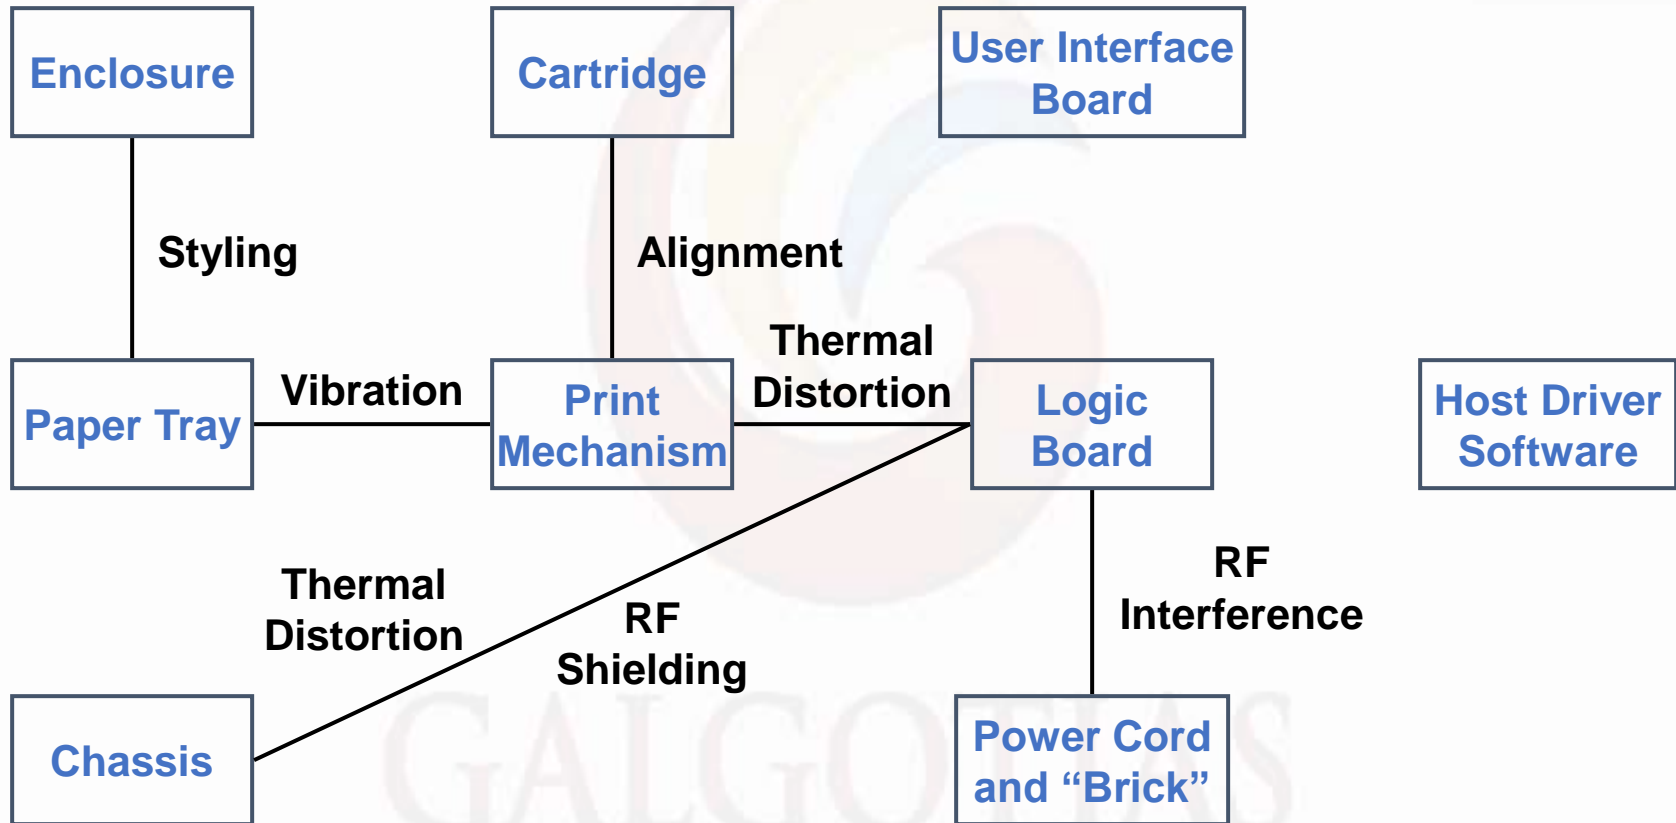 Enclosure
Cartridge
User Interface
Board
Styling
Alignment
Thermal
Distortion
Vibration
Paper Tray
Print
Mechanism
Logic
Board
Host Driver
Software
Thermal
Distortion
RF
Shielding
RF
Interference
Chassis
Power Cord
and “Brick”
GALGOTIAS